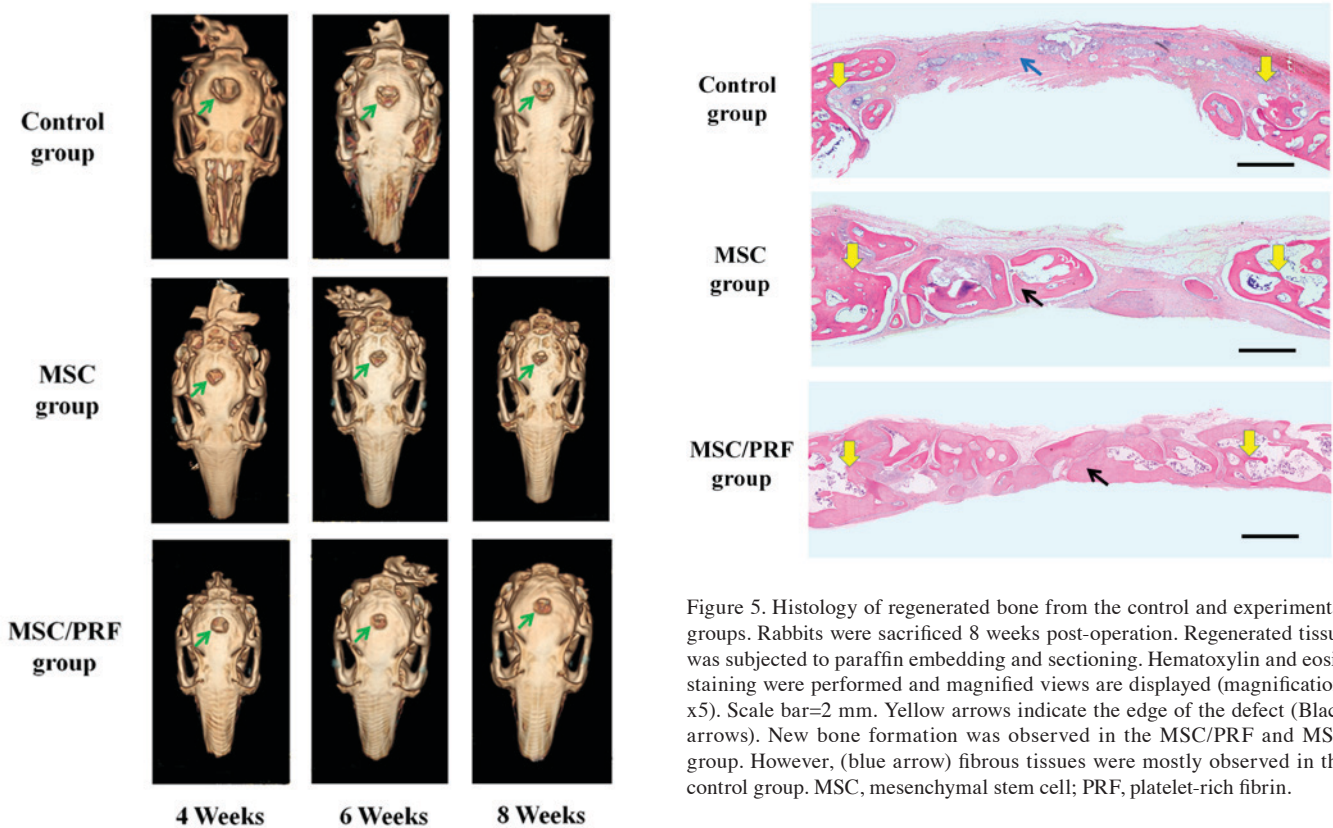 Control
group
MSC
group
MSC/PRF
group
4 Weeks
6 Weeks
8 Weeks
Control
group
MSC
group
MSC/PRF
group
Figure 5. Histology of regenerated bone from the control and experiment
groups. Rabbits were sacrificed 8 weeks post-operation. Regenerated tissu
was subjected to paraffin embedding and sectioning. Hematoxylin and eosi
staining were performed and magnified views are displayed (magnification
x5). Scale bar=2 mm. Yellow arrows indicate the edge of the defect (Blac
arrows). New bone formation was observed in the MSC/PRF and MS
group. However, (blue arrow) fibrous tissues were mostly observed in th
control group. MSC, mesenchymal stem cell; PRF, platelet-rich fibrin.